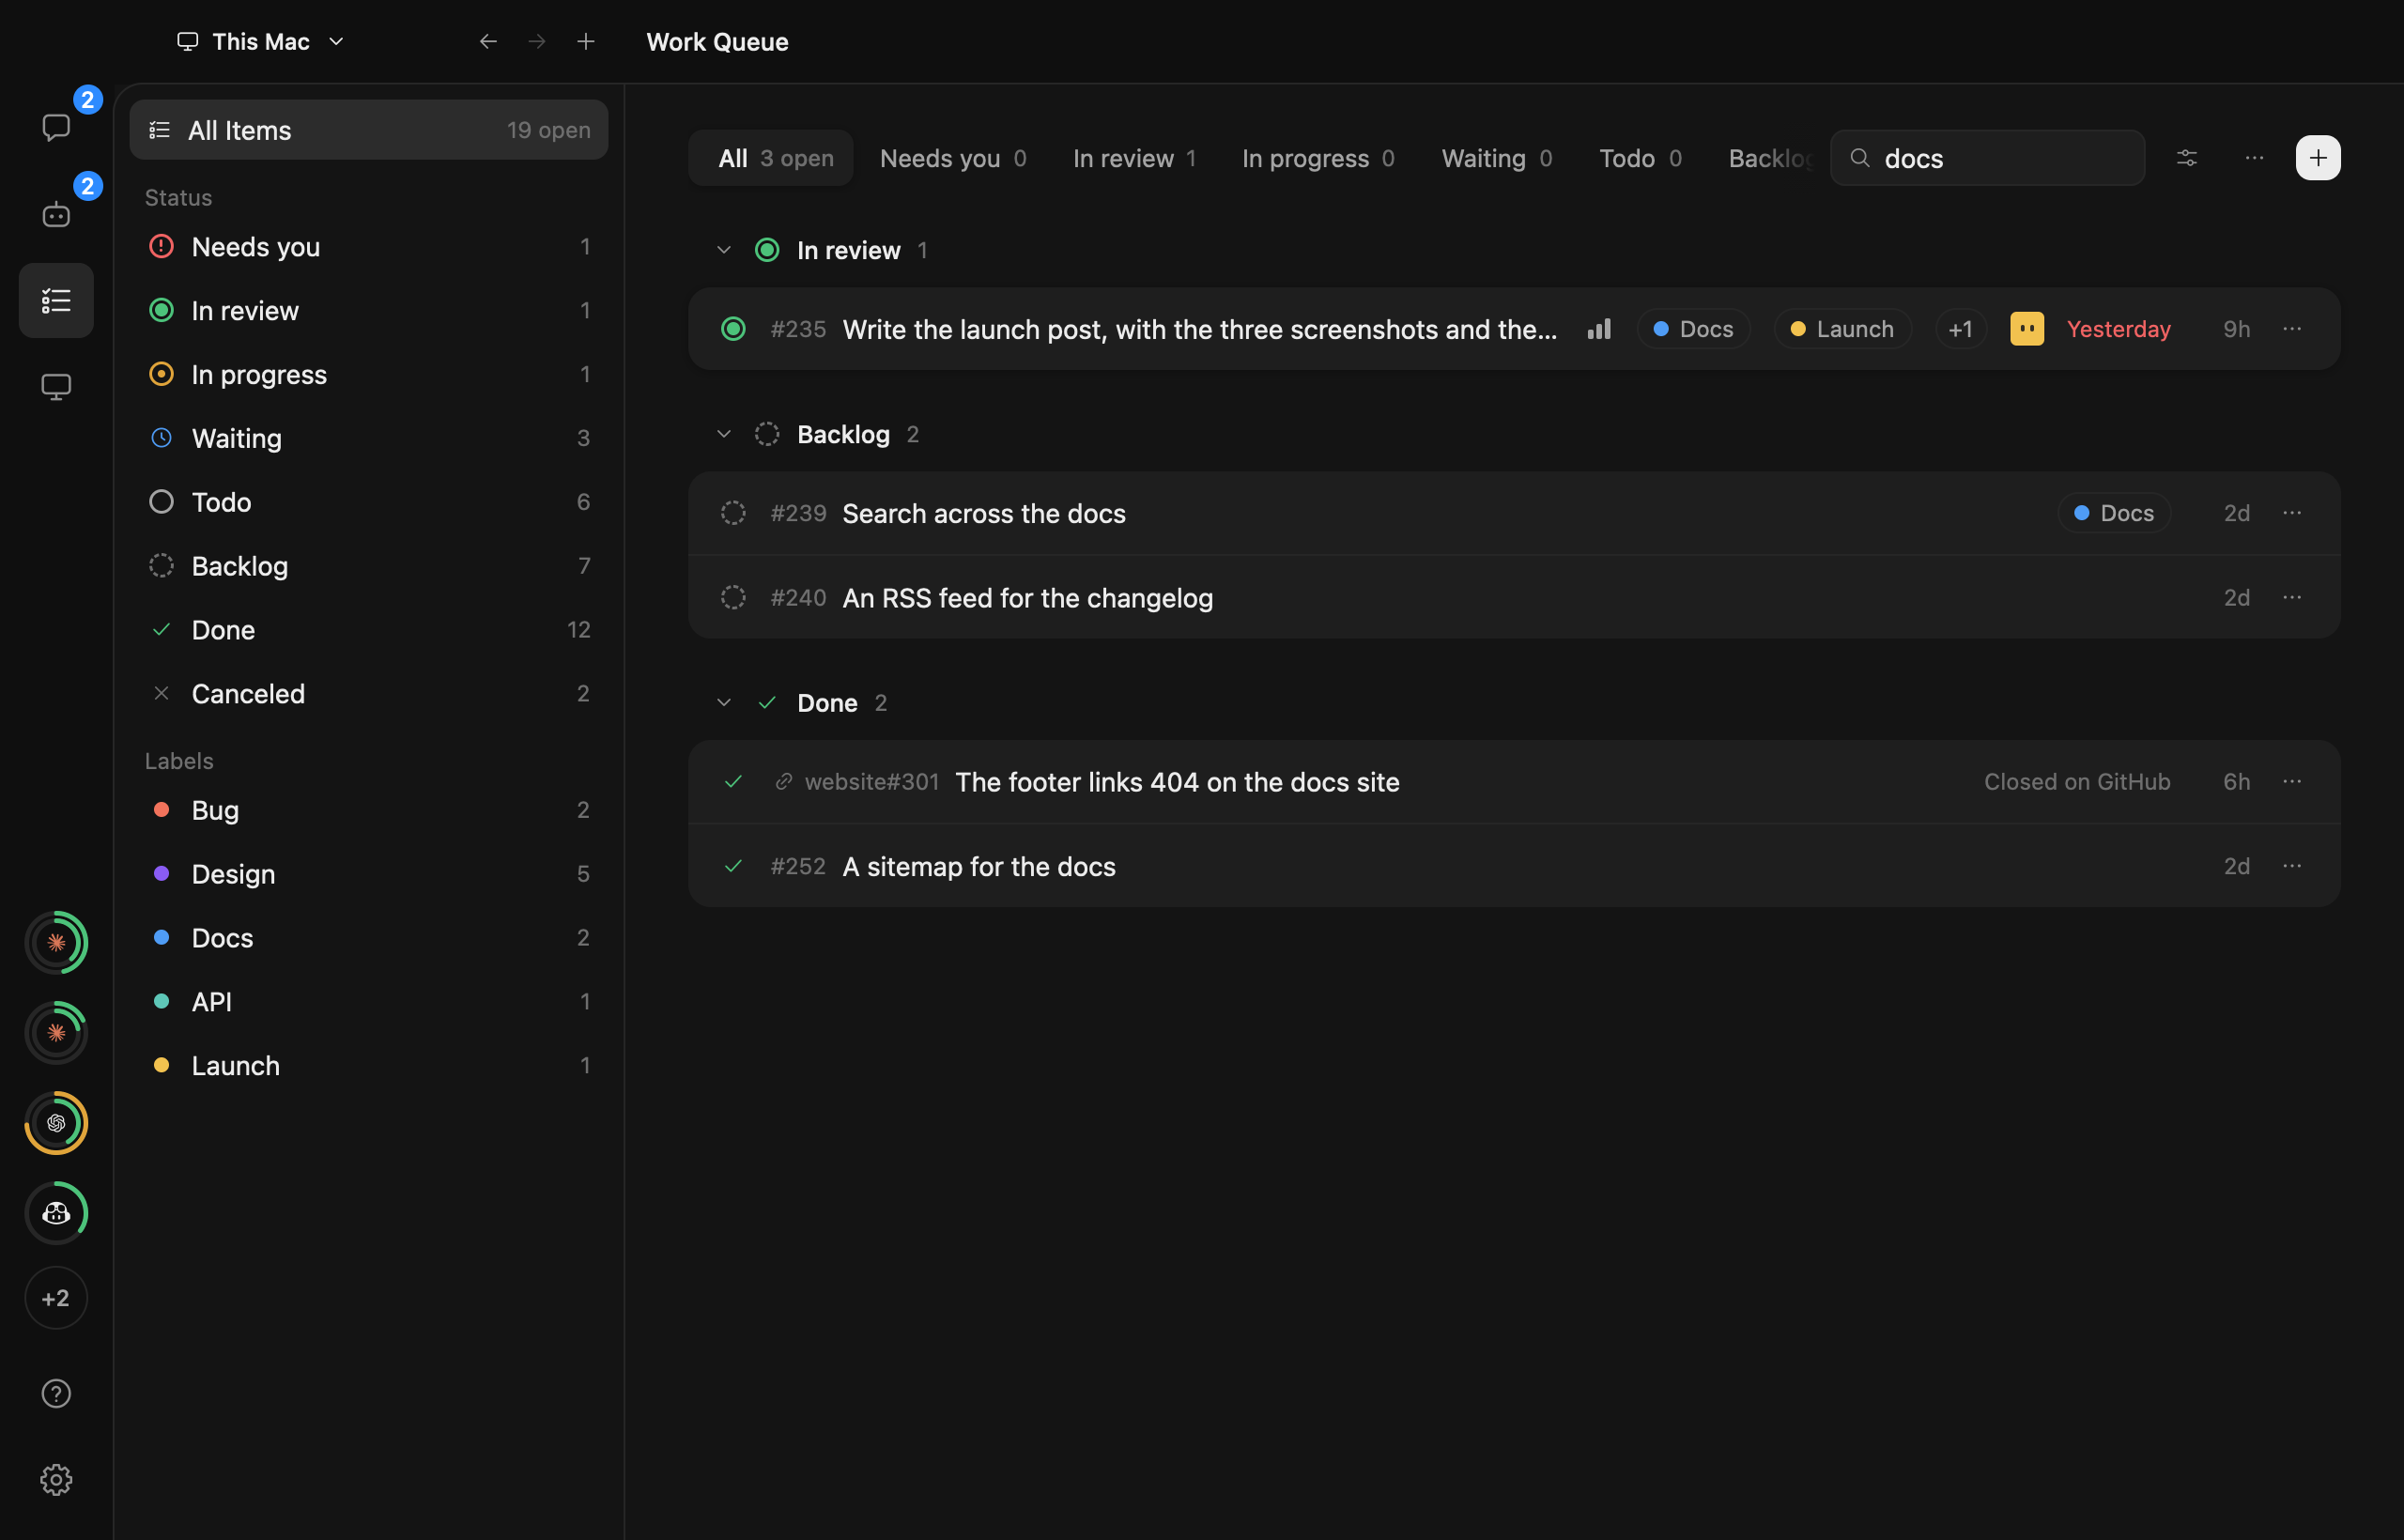 This Mac
Work Queue
2
2
+2
All Items 19 open
Status
Needs you 1
In review 1
In progress 1
Waiting 3
Todo 6
Backlog 7
Done 12
Canceled 2
Labels
Bug 2
Design 5
Docs 2
API 1
Launch 1
All 3 open Needs you 0 In review 1 In progress 0 Waiting 0 Todo 0 Backlog docs
In review 1
#235 Write the launch post, with the three screenshots and the... Docs Launch +1 Yesterday 9h
Backlog 2
#239 Search across the docs Docs 2d
#240 An RSS feed for the changelog 2d
Done 2
website#301 The footer links 404 on the docs site Closed on GitHub 6h
#252 A sitemap for the docs 2d